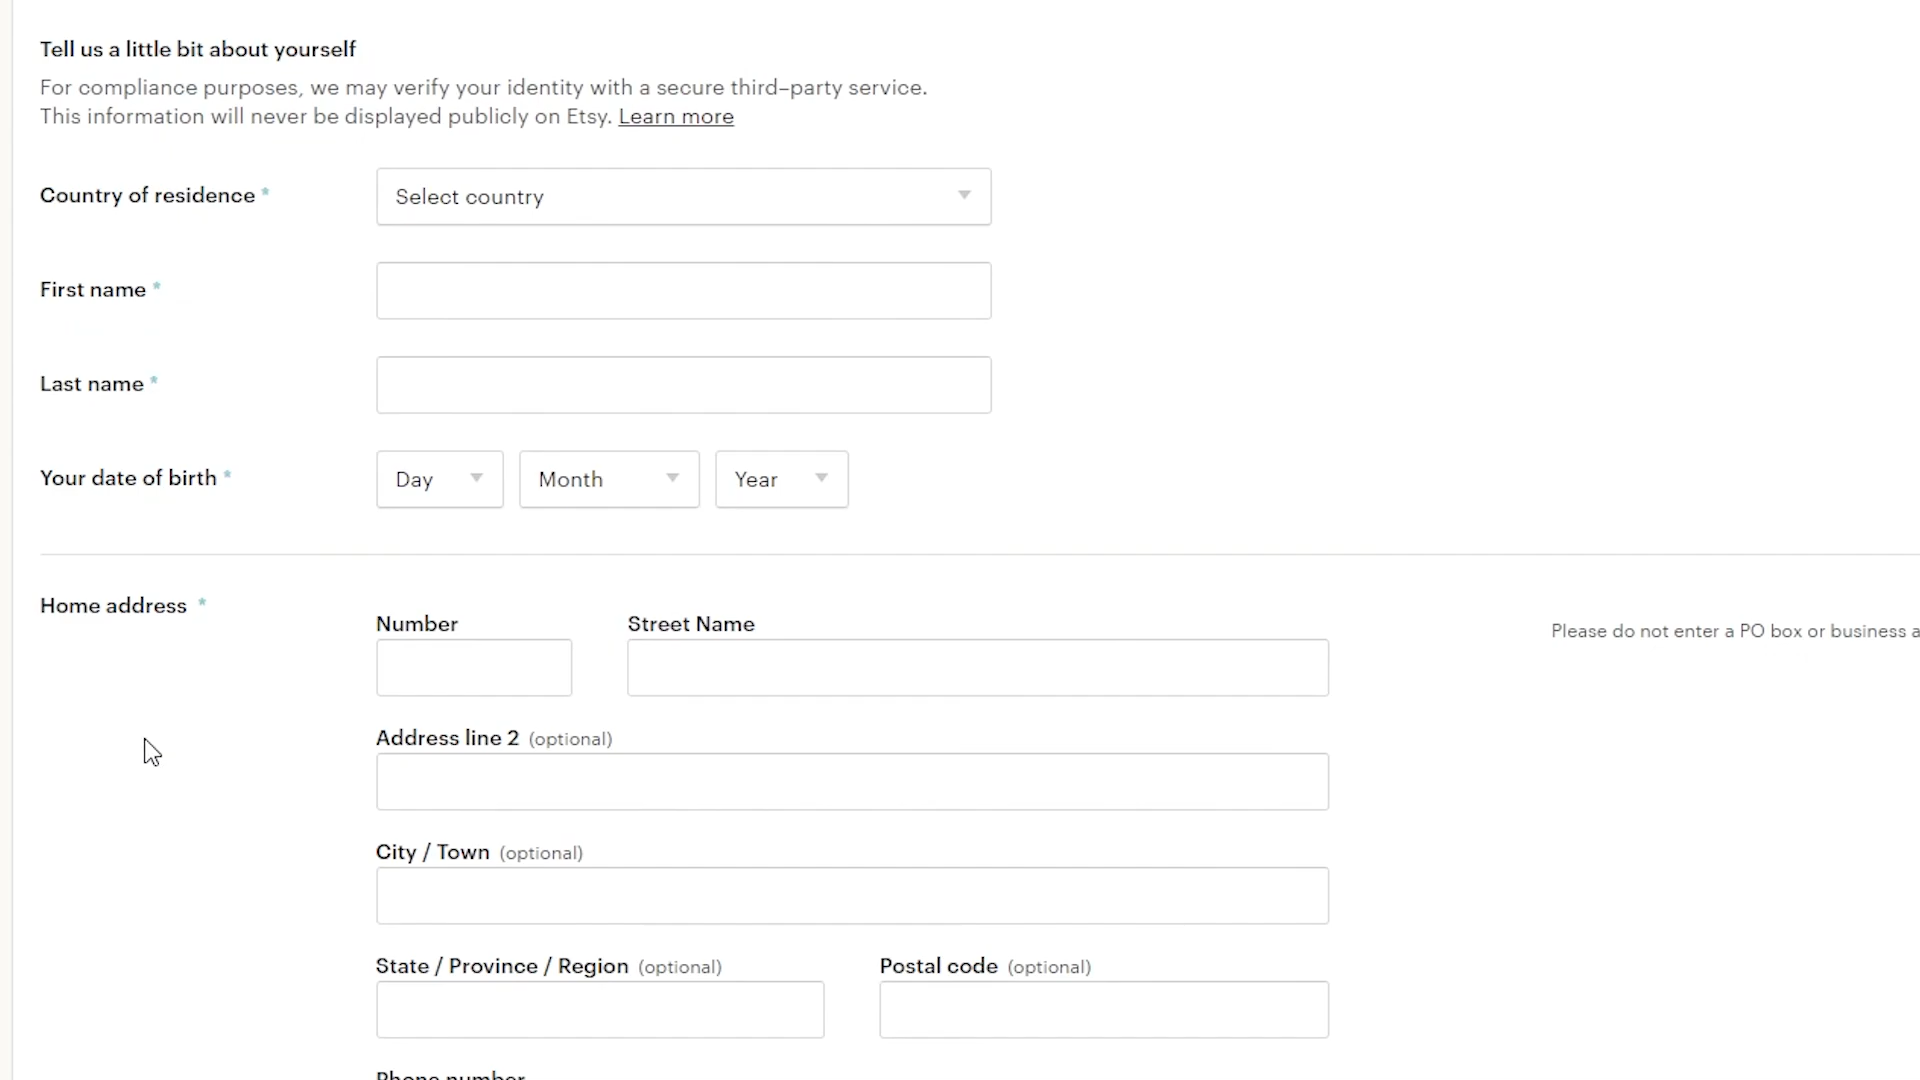 Tell us a little bit about yourself
For compliance purposes, we may verify your identity with a secure third-party service.
This information will never be displayed publicly on Etsy. Learn more
Country of residence *
Select country
First name *
Last name *
Your date of birth *
Day Month Year
Home address *
Number Street Name
Please do not enter a PO box or business a
Address line 2 (optional)
City / Town (optional)
State / Province / Region (optional) Postal code (optional)
Phone number